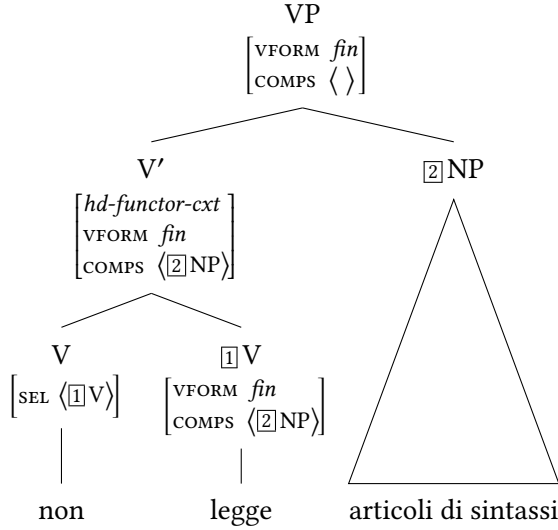 VP
[VFORM fin
COMPS ⟨ ⟩]
V′ 2 NP
[hd-functor-cxt
VFORM fin
COMPS ⟨2 NP⟩]
V 1 V
[SEL ⟨1 V⟩] [VFORM fin
COMPS ⟨2 NP⟩]
non legge articoli di sintassi